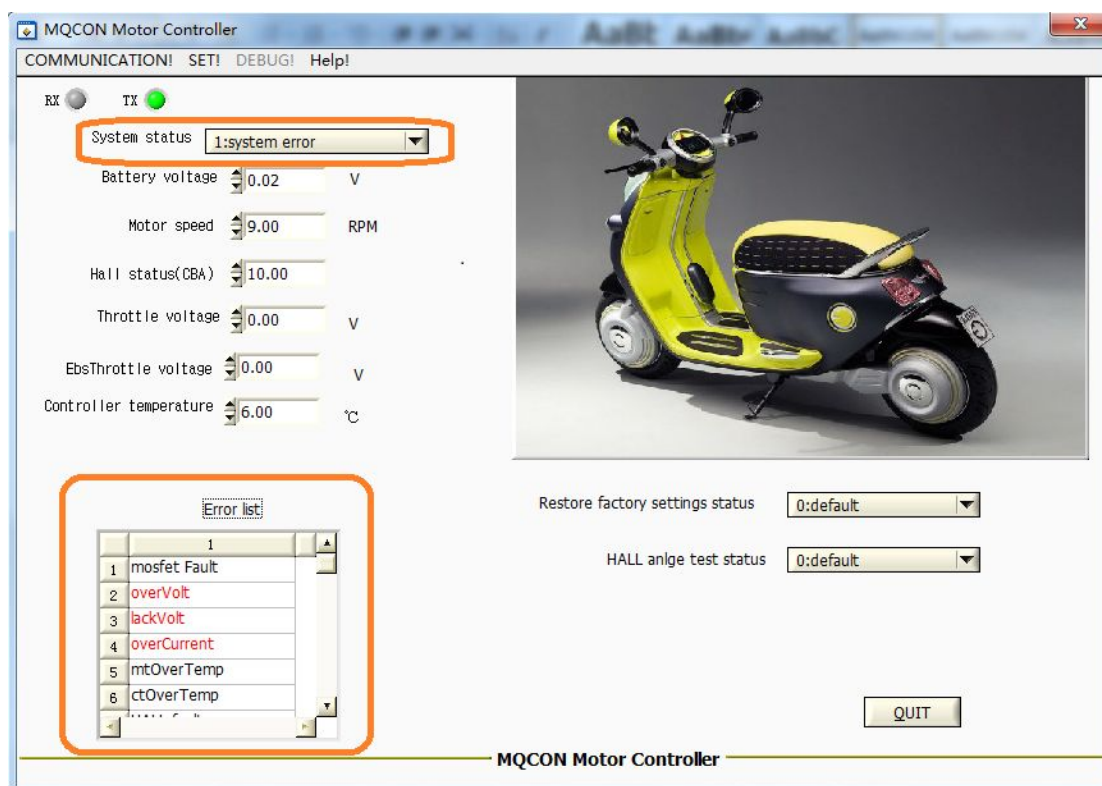 MQCON Motor Controller
COMMUNICATION! SET! DEBUG! Help!
RX TX
System status 1:system error
Battery voltage 0.02 V
Motor speed 9.00 RPM
Hall status(CBA) 10.00
Throttle voltage 0.00 V
EbsThrottle voltage 0.00 V
Controller temperature 6.00 ℃
Error list
1
1 mosfet Fault
2 overVolt
3 lackVolt
4 overCurrent
5 mtOverTemp
6 ctOverTemp
Restore factory settings status 0:default
HALL anlge test status 0:default
QUIT
MQCON Motor Controller